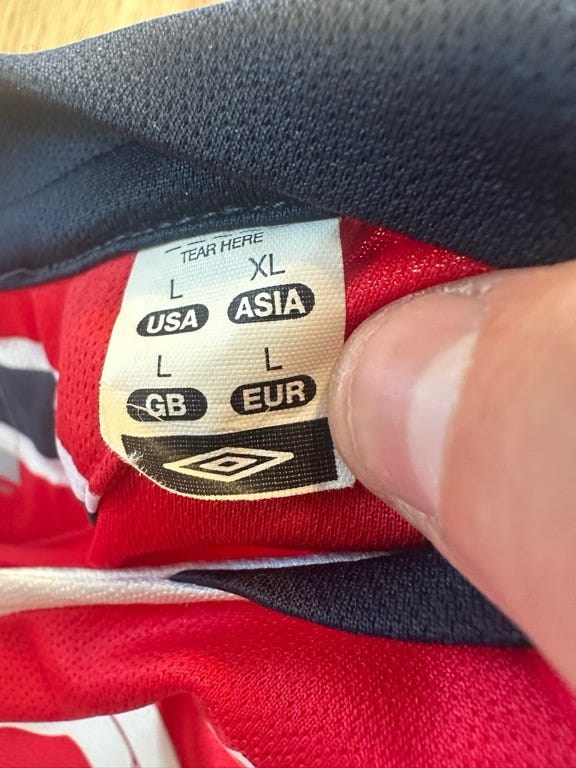 TEAR HERE
L XL
USA ASIA
L L
GB EUR